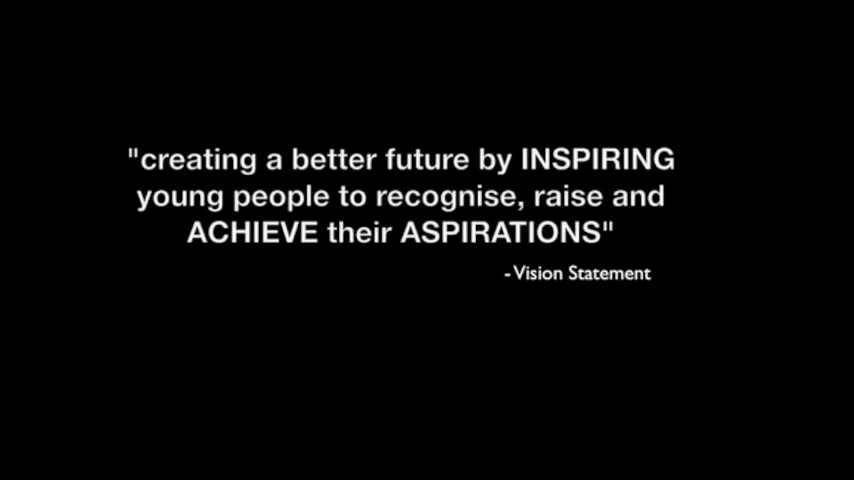 "creating a better future by INSPIRING
young people to recognise, raise and
ACHIEVE their ASPIRATIONS"
- Vision Statement